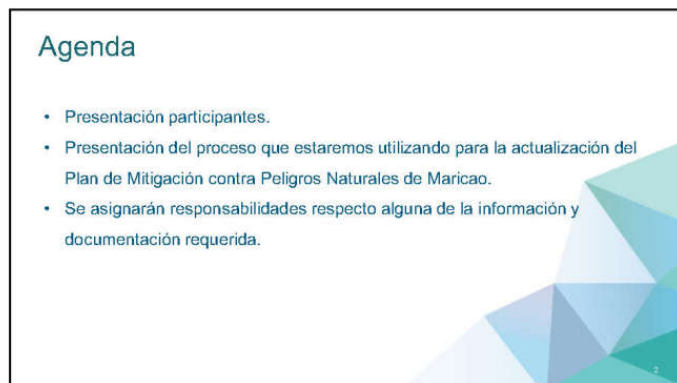 Agenda
• Presentación participantes.
• Presentación del proceso que estaremos utilizando para la actualización del
Plan de Mitigación contra Peligros Naturales de Maricao.
• Se asignarán responsabilidades respecto alguna de la información y
documentación requerida.
2